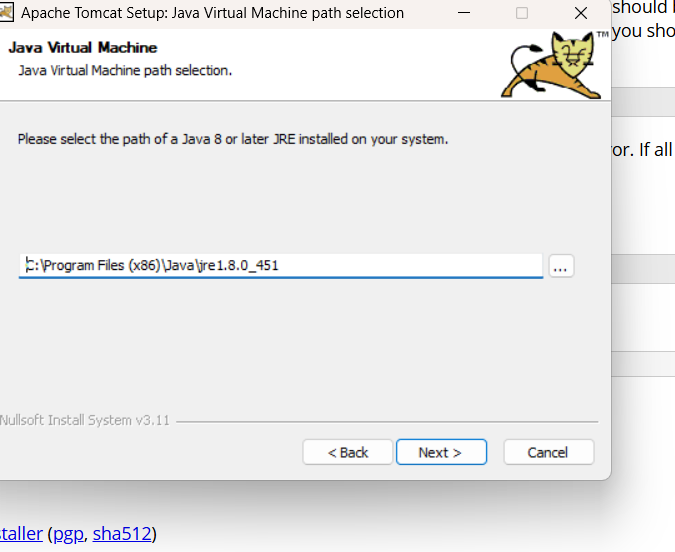 Apache Tomcat Setup: Java Virtual Machine path selection
should
you sho
Java Virtual Machine
Java Virtual Machine path selection.
TM
Please select the path of a Java 8 or later JRE installed on your system.
or. If all
C:\Program Files (x86)\Java\jre1.8.0_451
...
Nullsoft Install System v3.11
< Back
Next >
Cancel
taller (pgp, sha512)